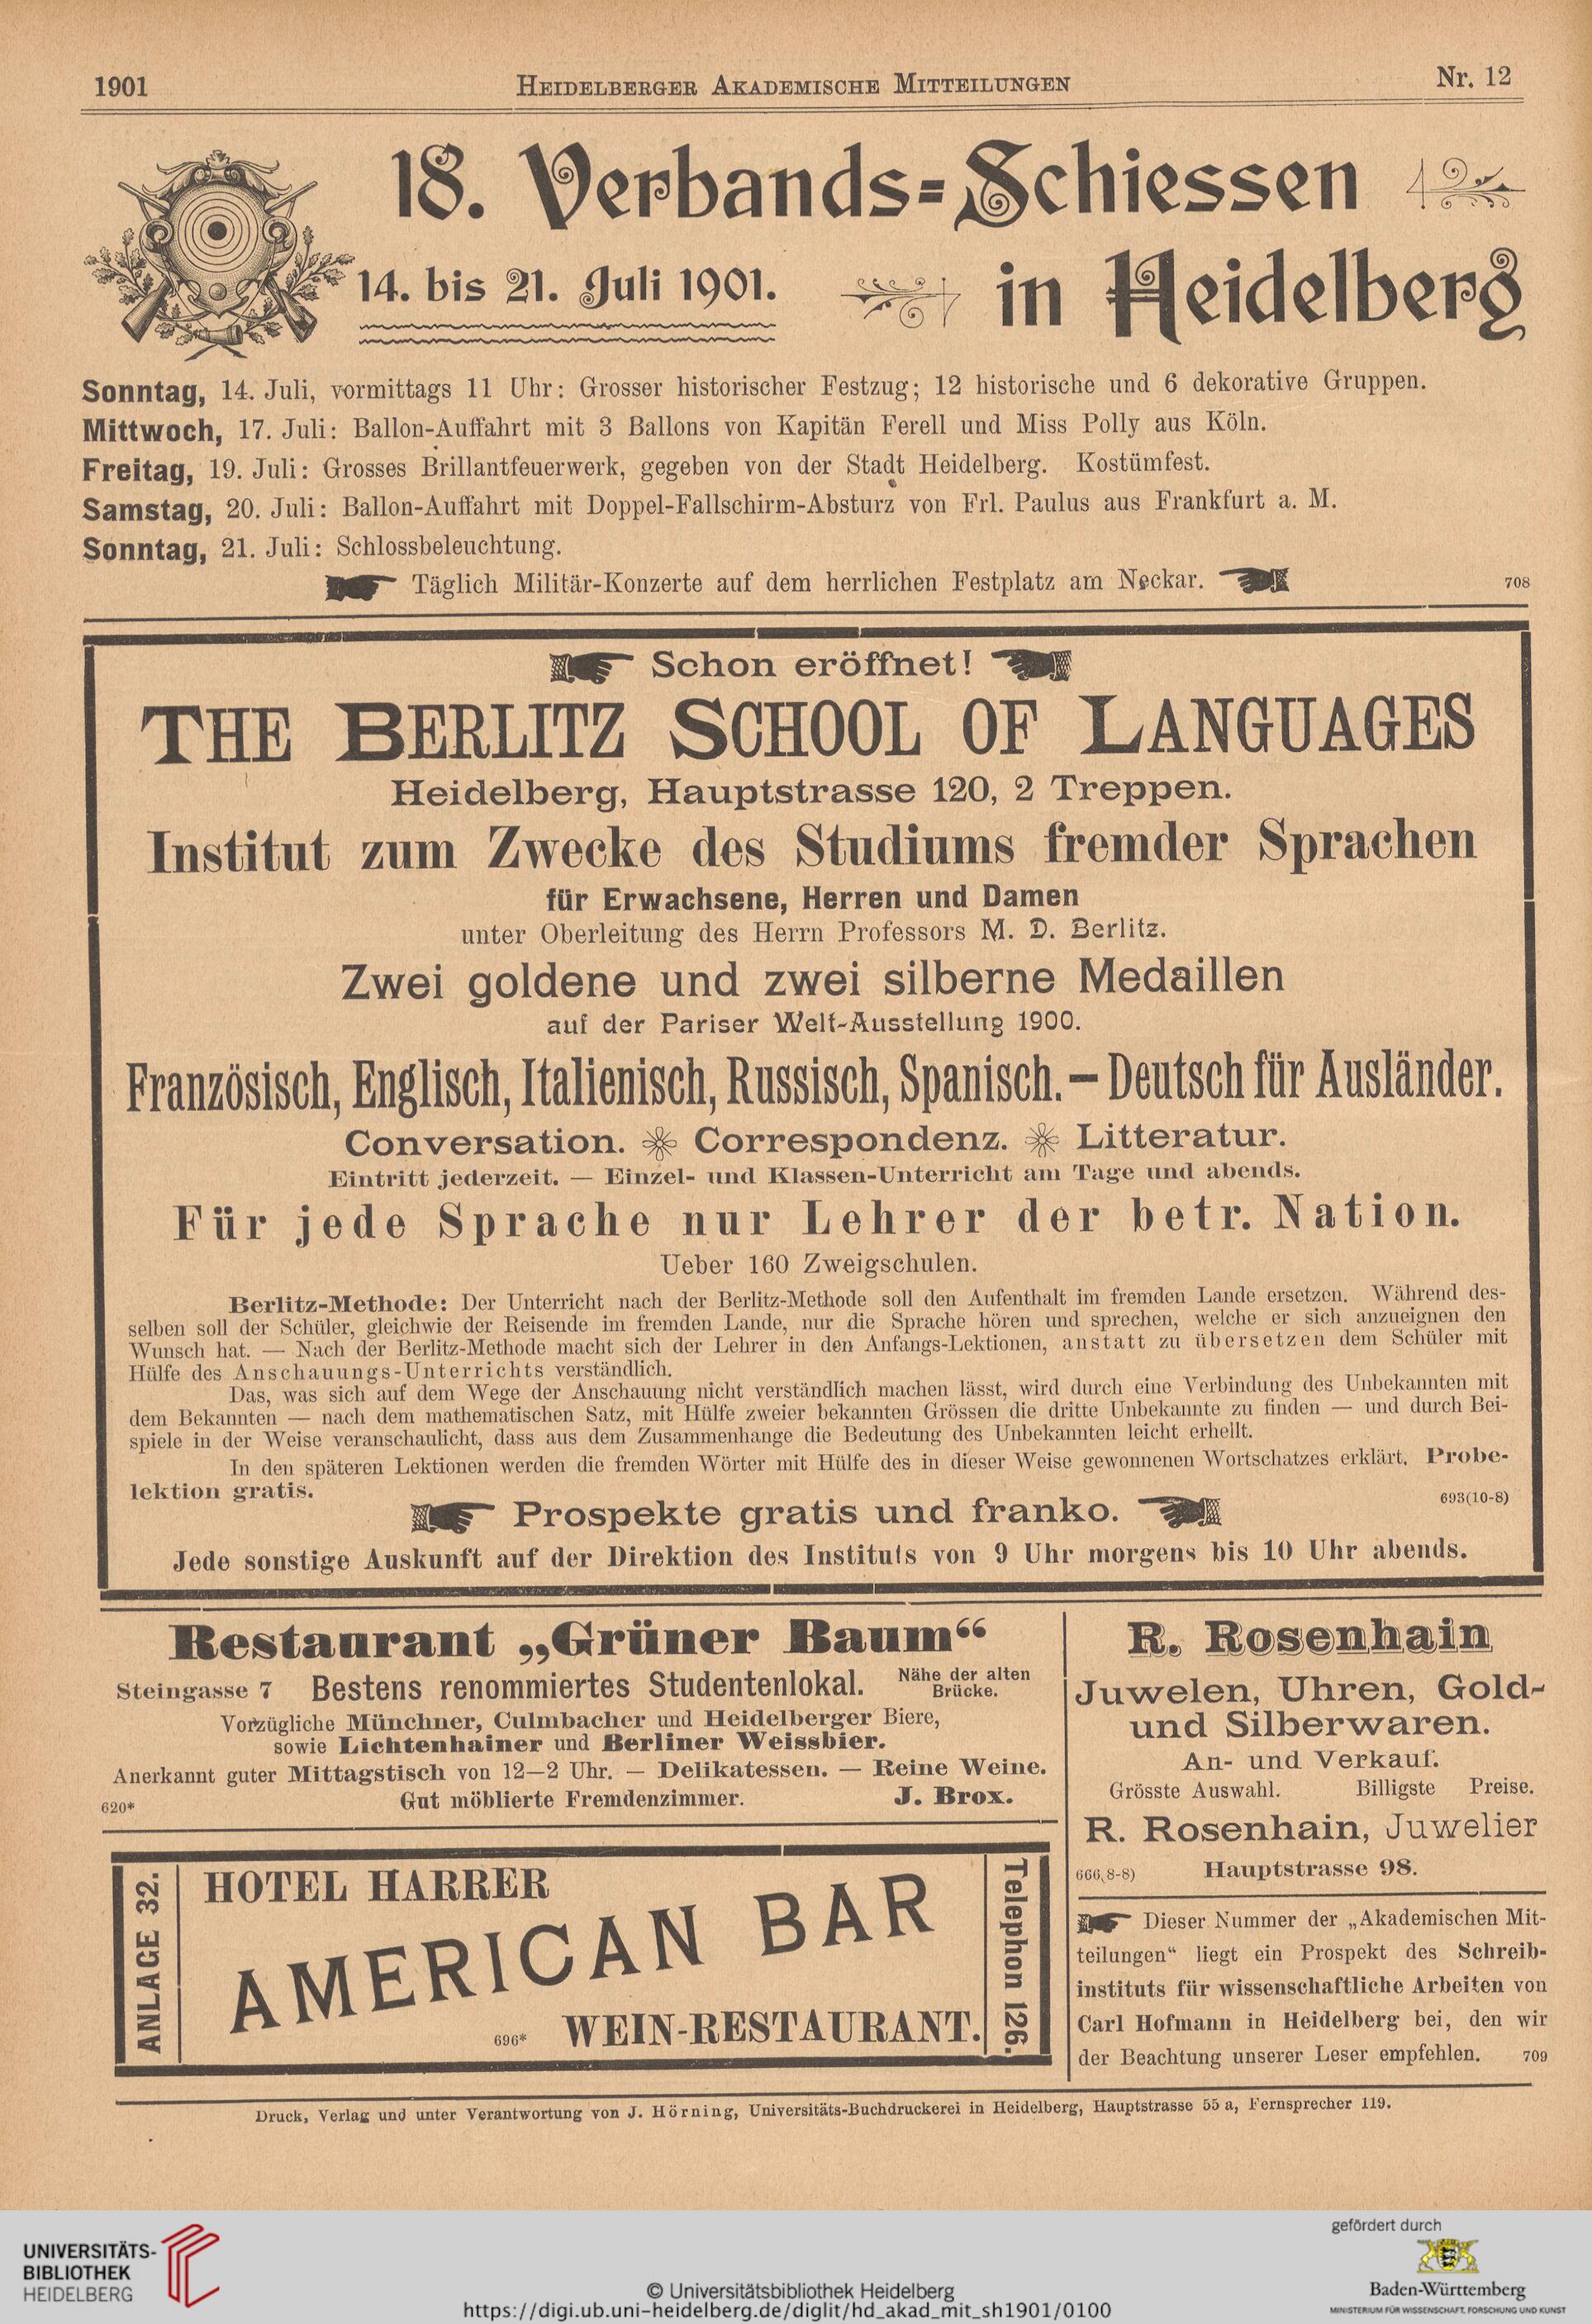 1901
Heidelberger Akademische Mitteilungen
Nr. 12
18. Verbands=Schiessen
14. bis 21. Juli 1901.
in Heidelberg
Sonntag, 14. Juli, vormittags 11 Uhr: Grosser historischer Festzug; 12 historische und 6 dekorative Gruppen.
Mittwoch, 17. Juli: Ballon-Auffahrt mit 3 Ballons von Kapitän Ferell und Miss Polly aus Köln.
Freitag, 19. Juli: Grosses Brillantfeuerwerk, gegeben von der Stadt Heidelberg. Kostümfest.
Samstag, 20. Juli: Ballon-Auffahrt mit Doppel-Fallschirm-Absturz von Frl. Paulus aus Frankfurt a. M.
Sonntag, 21. Juli: Schlossbeleuchtung.
Täglich Militär-Konzerte auf dem herrlichen Festplatz am Neckar.
708
Schon eröffnet!
THE BERLITZ SCHOOL OF LANGUAGES
Heidelberg, Hauptstrasse 120, 2 Treppen.
Institut zum Zwecke des Studiums fremder Sprachen
für Erwachsene, Herren und Damen
unter Oberleitung des Herrn Professors M. D. Berlitz.
Zwei goldene und zwei silberne Medaillen
auf der Pariser Welt-Ausstellung 1900.
Französisch, Englisch, Italienisch, Russisch, Spanisch. — Deutsch für Ausländer.
Conversation. Correspondenz. Litteratur.
Eintritt jederzeit. — Einzel- und Klassen-Unterricht am Tage und abends.
Für jede Sprache nur Lehrer der betr. Nation.
Ueber 160 Zweigschulen.
Berlitz-Methode: Der Unterricht nach der Berlitz-Methode soll den Aufenthalt im fremden Lande ersetzen. Während des-
selben soll der Schüler, gleichwie der Reisende im fremden Lande, nur die Sprache hören und sprechen, welche er sich anzueignen den
Wunsch hat. — Nach der Berlitz-Methode macht sich der Lehrer in den Anfangs-Lektionen, anstatt zu übersetzen dem Schüler mit
Hülfe des Anschauungs-Unterrichts verständlich.
Das, was sich auf dem Wege der Anschauung nicht verständlich machen lässt, wird durch eine Verbindung des Unbekannten mit
dem Bekannten — nach dem mathematischen Satz, mit Hülfe zweier bekannten Grössen die dritte Unbekannte zu finden — und durch Bei-
spiele in der Weise veranschaulicht, dass aus dem Zusammenhange die Bedeutung des Unbekannten leicht erhellt.
In den späteren Lektionen werden die fremden Wörter mit Hülfe des in dieser Weise gewonnenen Wortschatzes erklärt. Probe-
lektion gratis.
693(10-8)
Prospekte gratis und franko.
Jede sonstige Auskunft auf der Direktion des Instituts von 9 Uhr morgens bis 10 Uhr abends.
Restaurant „Grüner Baum“
Steingasse 7 Bestens renommiertes Studentenlokal. Nähe der alten
Brücke.
Vorzügliche Münchner, Culmbacher und Heidelberger Biere,
sowie Lichtenhainer und Berliner Weissbier.
Anerkannt guter Mittagstisch von 12—2 Uhr. — Delikatessen. — Reine Weine.
620* Gut möblierte Fremdenzimmer. J. Brox.
ANLAGE 32.
HOTEL HARRER
AMERICAN BAR
696* WEIN-RESTAURANT.
Telephon 126.
R. Rosenhain
Juwelen, Uhren, Gold-
und Silberwaren.
An- und Verkauf.
Grösste Auswahl. Billigste Preise.
R. Rosenhain, Juwelier
666(8-8) Hauptstrasse 98.
Dieser Nummer der „Akademischen Mit-
teilungen“ liegt ein Prospekt des Schreib-
instituts für wissenschaftliche Arbeiten von
Carl Hofmann in Heidelberg bei, den wir
der Beachtung unserer Leser empfehlen. 709
Druck, Verlag und unter Verantwortung von J. Hörning, Universitäts-Buchdruckerei in Heidelberg, Hauptstrasse 55 a, Fernsprecher 119.
UNIVERSITÄTS-
BIBLIOTHEK
HEIDELBERG
© Universitätsbibliothek Heidelberg
https://digi.ub.uni-heidelberg.de/diglit/hd_akad_mit_sh1901/0100
gefördert durch
Baden-Württemberg
MINISTERIUM FÜR WISSENSCHAFT, FORSCHUNG UND KUNST